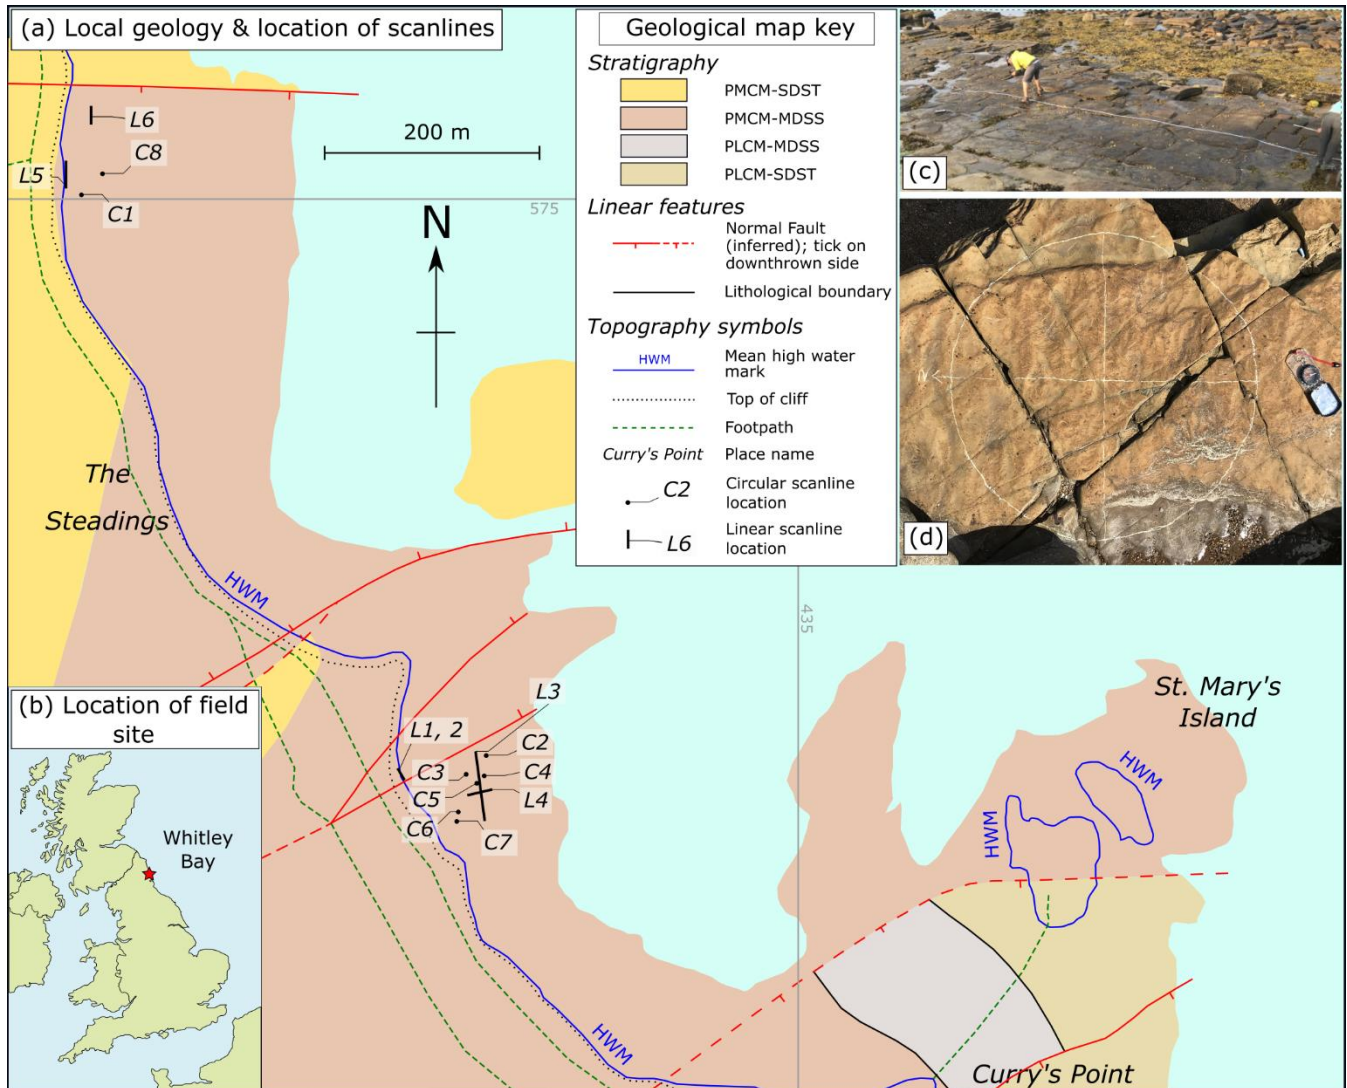 (a) Local geology & location of scanlines
L6
C8
L5
C1
200 m
575
N
The
Steadings
HWM
L1, 2
L3
C2
C3
C4
C5
L4
C6
C7
435
St. Mary's
Island
HWM
HWM
HWM
Curry's Point
(b) Location of field
site
Whitley
Bay
Geological map key
Stratigraphy
PMCM-SDST
PMCM-MDSS
PLCM-MDSS
PLCM-SDST
Linear features
Normal Fault
(inferred); tick on
downthrown side
Lithological boundary
Topography symbols
HWM
Mean high water
mark
Top of cliff
Footpath
Curry's Point
Place name
C2
Circular scanline
location
L6
Linear scanline
location
(c)
N
(d)